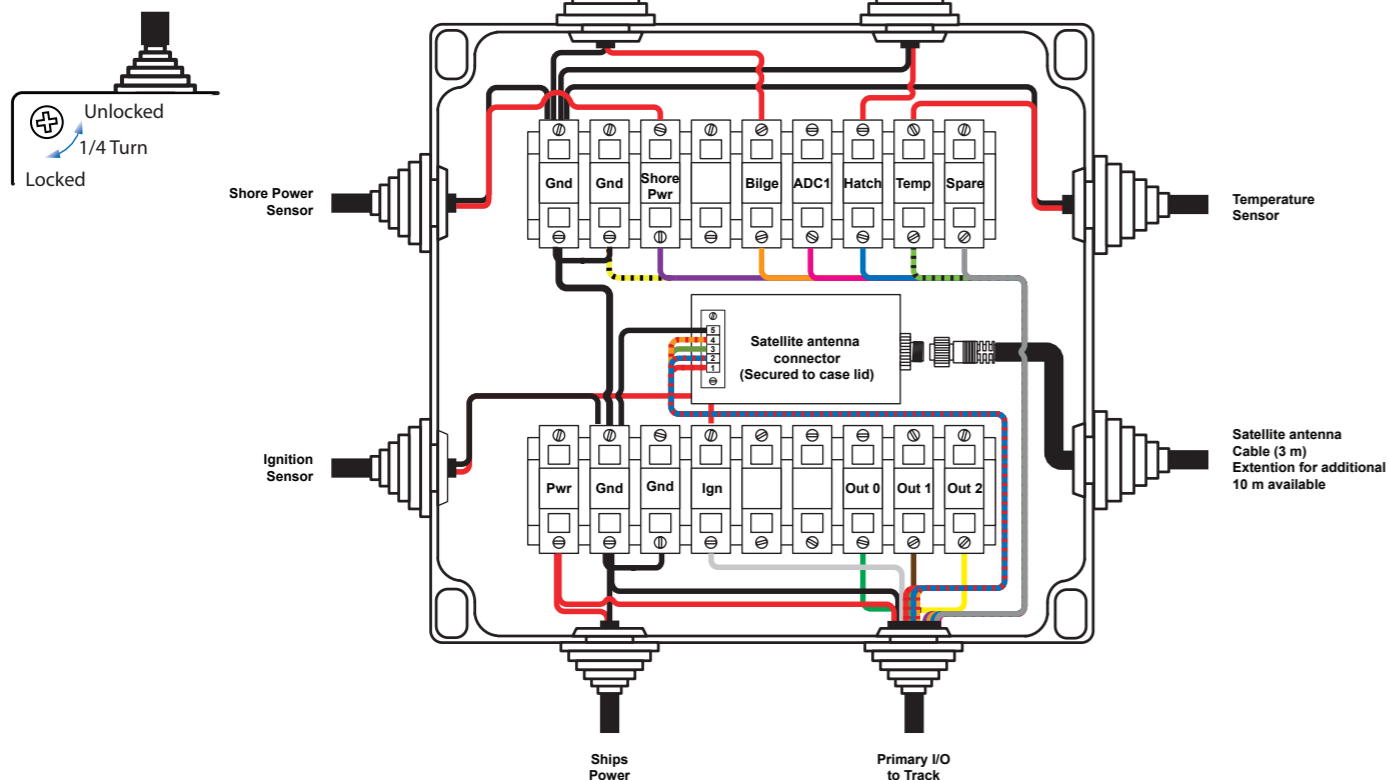 Unlocked
1/4 Turn
Locked
Shore Power
Sensor
Gnd
Gnd
Shore
Pwr
Bilge
ADC1
Hatch
Temp
Spare
Temperature
Sensor
5
4
3
2
1
Satellite antenna
connector
(Secured to case lid)
Ignition
Sensor
Pwr
Gnd
Gnd
Ign
Out 0
Out 1
Out 2
Satellite antenna
Cable (3 m)
Extention for additional
10 m available
Ships
Power
Primary I/O
to Track